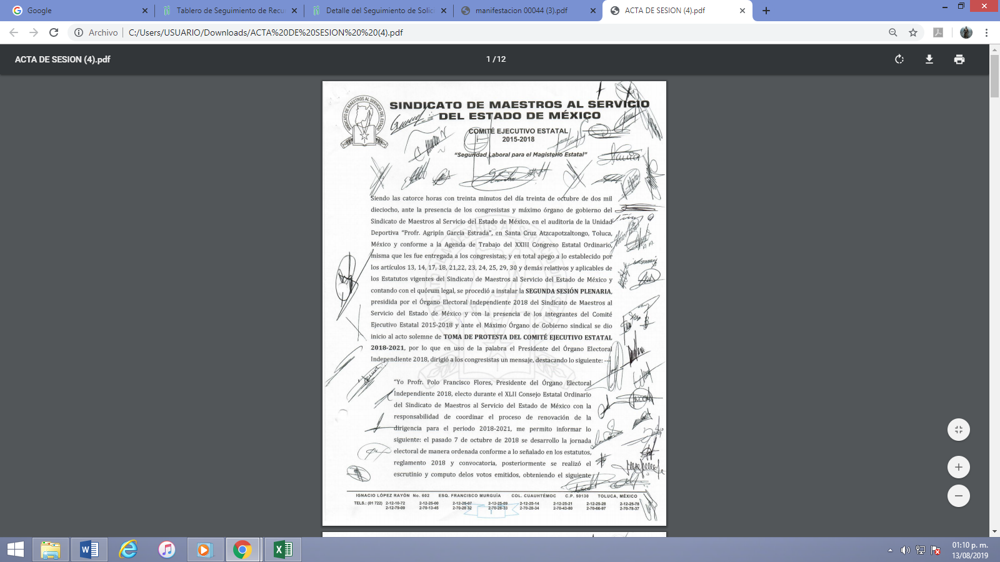 Google
Tablero de Seguimiento de Recu
Detalle del Seguimiento de Solic
manifestacion 00044 (3).pdf
ACTA DE SESION (4).pdf
Archivo
C:/Users/USUARIO/Downloads/ACTA%20DE%20SESION%20%20(4).pdf
ACTA DE SESION (4).pdf
1 / 12
SINDICATO DE MAESTROS AL SERVICIO DEL ESTADO
SINDICATO DE MAESTROS AL SERVICIO
DEL ESTADO DE MÉXICO
COMITÉ EJECUTIVO ESTATAL
2015-2018
"Seguridad Laboral para el Magisterio Estatal"
Siendo las catorce horas con treinta minutos del día treinta de octubre de dos mil
dieciocho, ante la presencia de los congresistas y máximo órgano de gobierno del
Sindicato de Maestros al Servicio del Estado de México, en el auditoria de la Unidad
Deportiva "Profr. Agripín García Estrada", en Santa Cruz Atzcapotzaltongo, Toluca,
México y conforme a la Agenda de Trabajo del XXIII Congreso Estatal Ordinario,
misma que les fue entregada a los congresistas; y en total apego a lo establecido por
los artículos 13, 14, 17, 18, 21,22, 23, 24, 25, 29, 30 y demás relativos y aplicables de
los Estatutos vigentes del Sindicato de Maestros al Servicio del Estado de México y
contando con el quórum legal, se procedió a instalar la SEGUNDA SESIÓN PLENARIA,
presidida por el Órgano Electoral Independiente 2018 del Sindicato de Maestros al
Servicio del Estado de México y con la presencia de los integrantes del Comité
Ejecutivo Estatal 2015-2018 y ante el Máximo Órgano de Gobierno sindical se dio
inicio al acto solemne de TOMA DE PROTESTA DEL COMITÉ EJECUTIVO ESTATAL
2018-2021, por lo que en uso de la palabra el Presidente del Órgano Electoral
Independiente 2018, dirigió a los congresistas un mensaje, destacando lo siguiente: ---
"Yo Profr. Polo Francisco Flores, Presidente del Órgano Electoral
Independiente 2018, electo durante el XLII Consejo Estatal Ordinario
del Sindicato de Maestros al Servicio del Estado de México con la
responsabilidad de coordinar el proceso de renovación de la
dirigencia para el periodo 2018-2021, me permito informar lo
siguiente: el pasado 7 de octubre de 2018 se desarrollo la jornada
electoral de manera ordenada conforme a lo señalado en los estatutos,
reglamento 2018 y convocatoria, posteriormente se realizó el
escrutinio y computo delos votos emitidos, obteniendo el siguiente
IGNACIO LÓPEZ RAYÓN No. 602 ESQ. FRANCISCO MURGUÍA COL. CUAUHTÉMOC C.P. 50130 TOLUCA, MÉXICO
TELS.: (01 722) 2-12-10-72 2-12-25-00 2-12-25-07 2-12-25-09 2-12-25-14 2-12-25-21 2-12-25-28 2-12-25-78
2-12-79-09 2-70-13-45 2-70-28 32 2-70-28-33 2-70-28-34 2-70-43-80 2-70-66-97 2-70-78-37
1
01:10 p. m.
13/08/2019